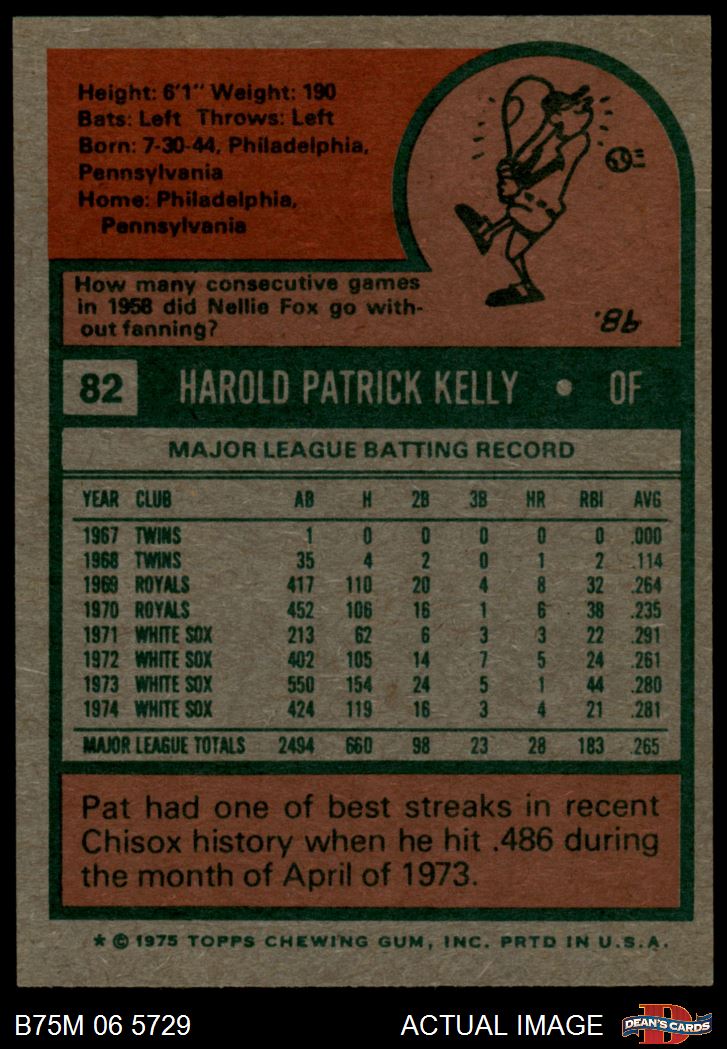 Height: 6'1" Weight: 190
Bats: Left Throws: Left
Born: 7-30-44, Philadelphia,
Pennsylvania
Home: Philadelphia,
Pennsylvania
How many consecutive games
in 1958 did Nellie Fox go with-
out fanning?
98.
82 HAROLD PATRICK KELLY • OF
MAJOR LEAGUE BATTING RECORD
YEAR CLUB AB H 2B 3B HR RBI AVG
1967 TWINS 1 0 0 0 0 0 .000
1968 TWINS 35 4 2 0 1 2 .114
1969 ROYALS 417 110 20 4 8 32 .264
1970 ROYALS 452 106 16 1 6 38 .235
1971 WHITE SOX 213 62 6 3 3 22 .291
1972 WHITE SOX 402 105 14 7 5 24 .261
1973 WHITE SOX 550 154 24 5 1 44 .280
1974 WHITE SOX 424 119 16 3 4 21 .281
MAJOR LEAGUE TOTALS 2494 660 98 23 28 183 .265
Pat had one of best streaks in recent
Chisox history when he hit .486 during
the month of April of 1973.
* © 1975 TOPPS CHEWING GUM, INC. PRTD IN U.S.A.
B75M 06 5729 ACTUAL IMAGE D DEAN'S CARDS